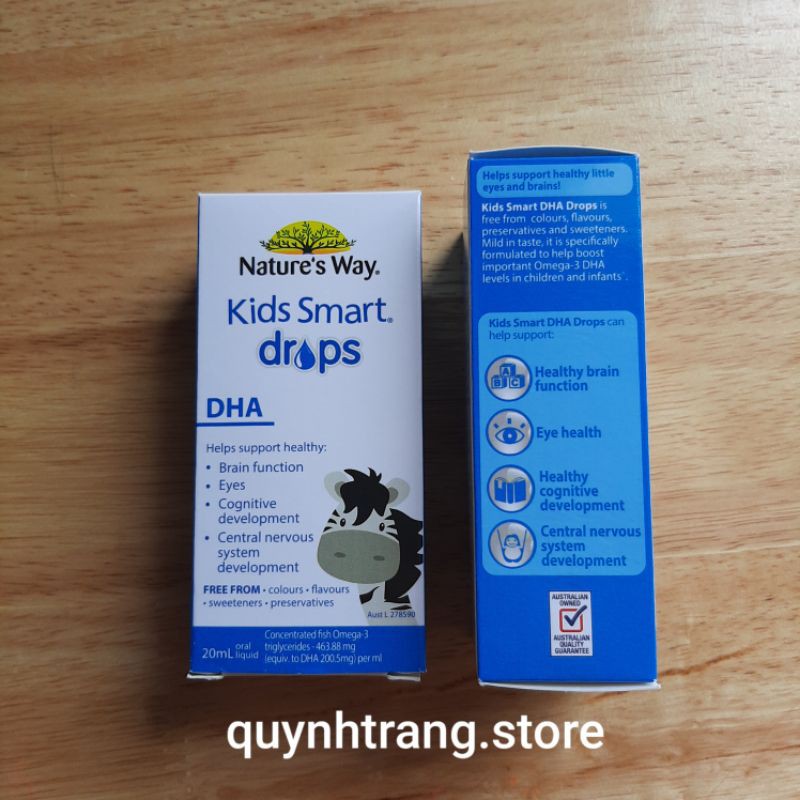 Nature's Way®
Kids Smart®
drops
DHA
Helps support healthy:
• Brain function
• Eyes
• Cognitive
development
• Central nervous
system
development
FREE FROM • colours • flavours
• sweeteners • preservatives
Aust L 278590
20mL oral liquid
Concentrated fish Omega-3
triglycerides - 463.88 mg
(equiv. to DHA 200.5mg) per ml
Helps support healthy little
eyes and brains!
Kids Smart DHA Drops is
free from colours, flavours,
preservatives and sweeteners.
Mild in taste, it is specifically
formulated to help boost
important Omega-3 DHA
levels in children and infants^.
Kids Smart DHA Drops can
help support:
A
B C
Healthy brain
function
Eye health
Healthy
cognitive
development
Central nervous
system
development
AUSTRALIAN
OWNED
AUSTRALIAN
QUALITY
GUARANTEE
quynhtrang.store